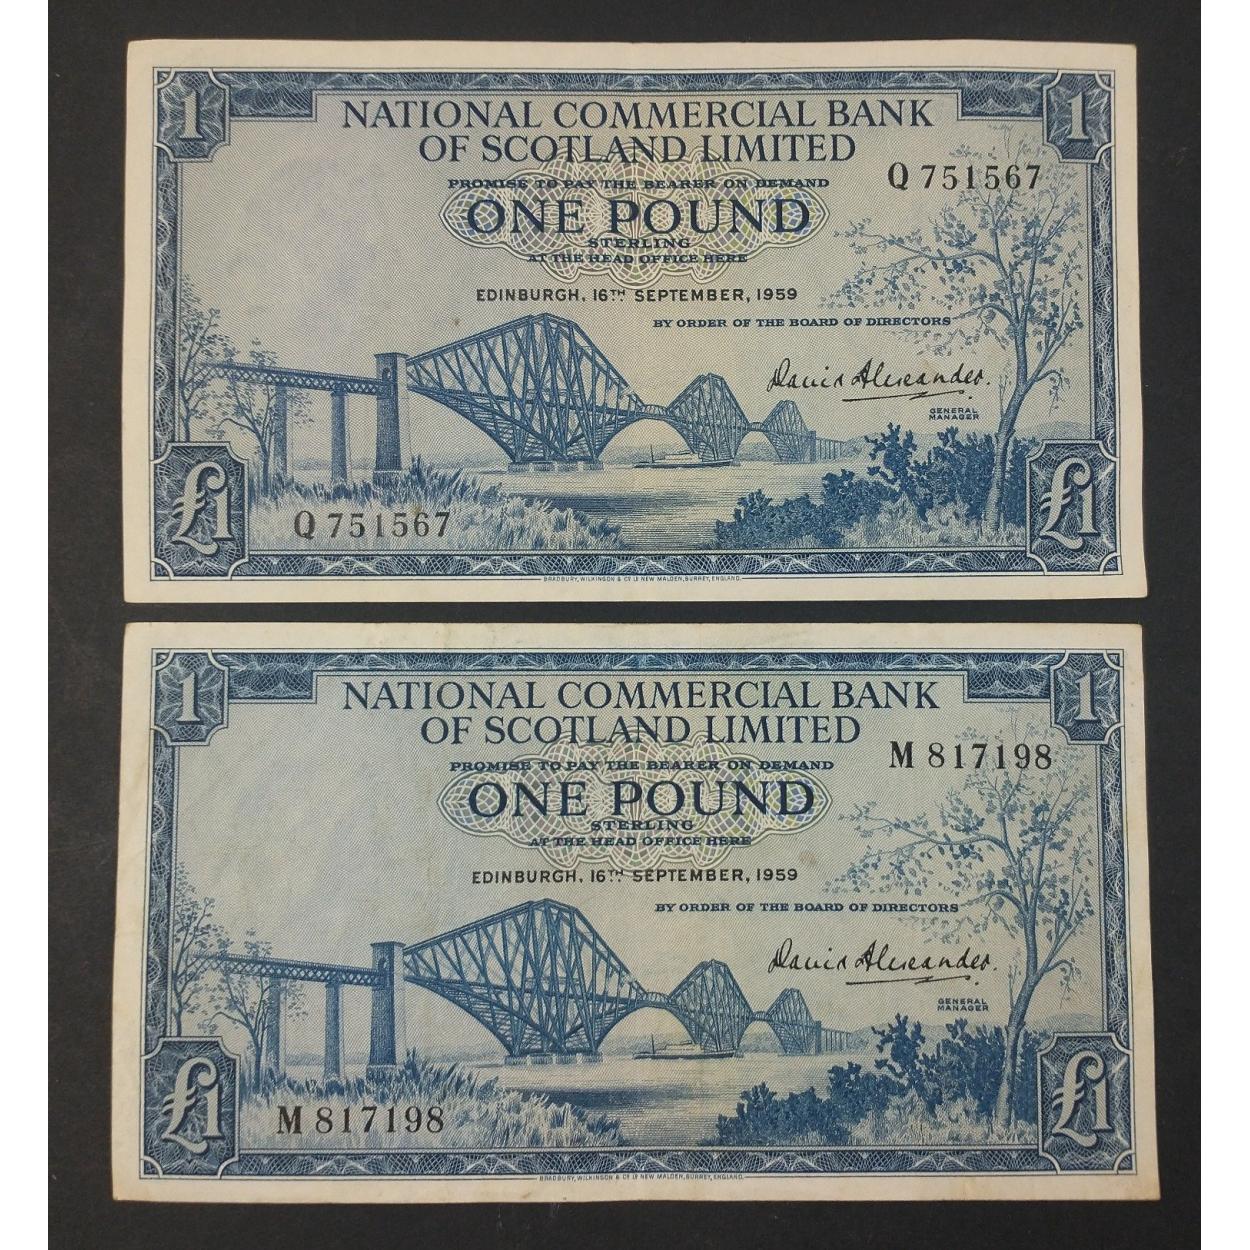 1 1
NATIONAL COMMERCIAL BANK
OF SCOTLAND LIMITED
Q 751567
PROMISE TO PAY THE BEARER ON DEMAND
ONE POUND
STERLING
AT THE HEAD OFFICE HERE
EDINBURGH, 16TH SEPTEMBER, 1959
BY ORDER OF THE BOARD OF DIRECTORS
David Alexander.
GENERAL
MANAGER
£1 £1
Q 751567
BRADBURY, WILKINSON & Co. LD NEW MALDEN, SURREY, ENGLAND.
1 1
NATIONAL COMMERCIAL BANK
OF SCOTLAND LIMITED
M 817198
PROMISE TO PAY THE BEARER ON DEMAND
ONE POUND
STERLING
AT THE HEAD OFFICE HERE
EDINBURGH, 16TH SEPTEMBER, 1959
BY ORDER OF THE BOARD OF DIRECTORS
David Alexander.
GENERAL
MANAGER
£1 £1
M 817198
BRADBURY, WILKINSON & Co. LD NEW MALDEN, SURREY, ENGLAND.